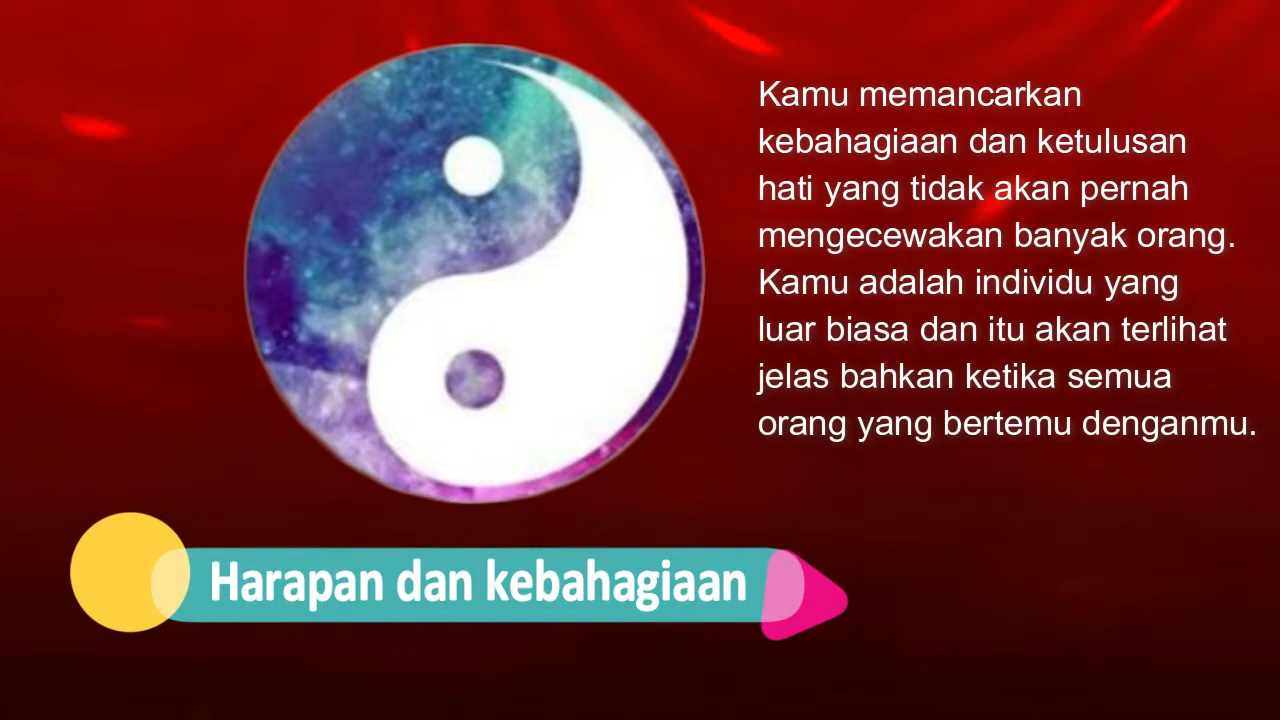 Kamu memancarkan
kebahagiaan dan ketulusan
hati yang tidak akan pernah
mengecewakan banyak orang.
Kamu adalah individu yang
luar biasa dan itu akan terlihat
jelas bahkan ketika semua
orang yang bertemu denganmu.
Harapan dan kebahagiaan